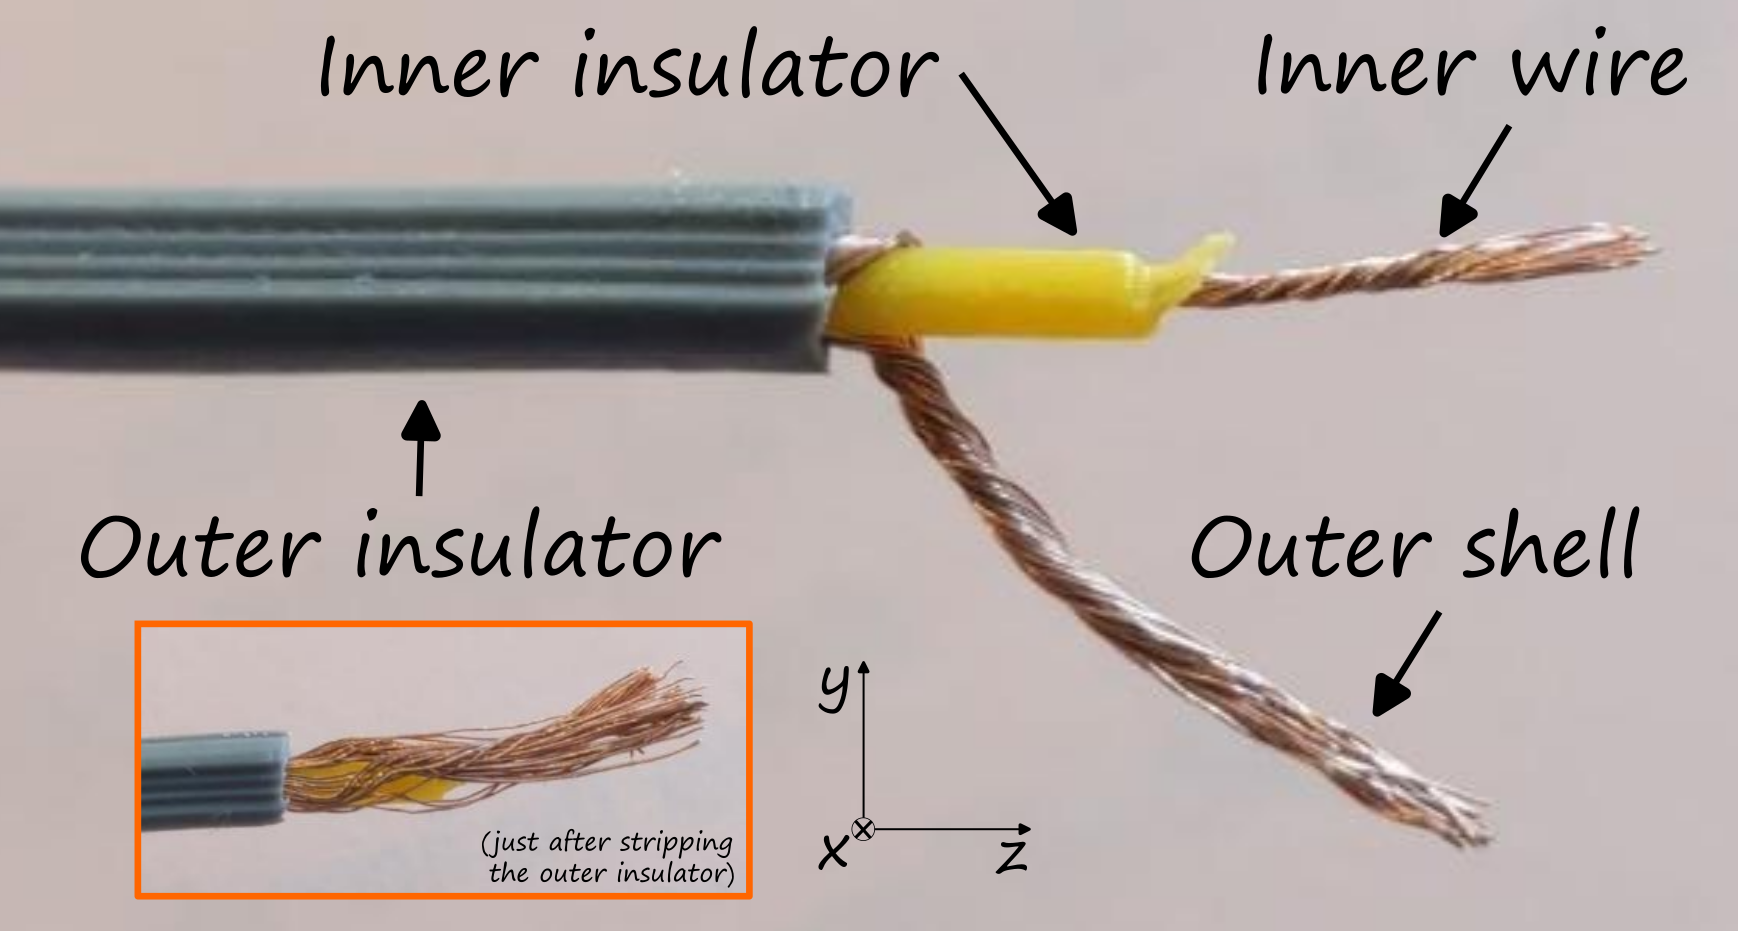 Inner insulator
Inner wire
Outer insulator
Outer shell
(just after stripping
the outer insulator)
y
x
z